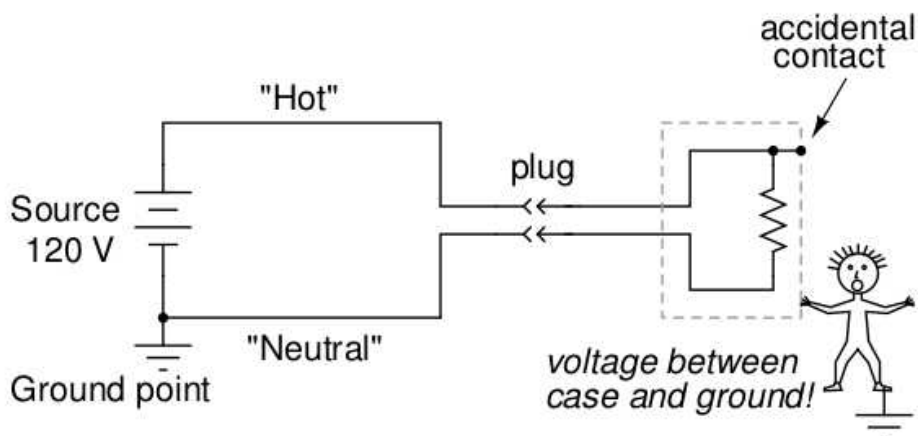 accidental
contact
"Hot"
plug
Source
120 V
"Neutral"
Ground point
voltage between
case and ground!